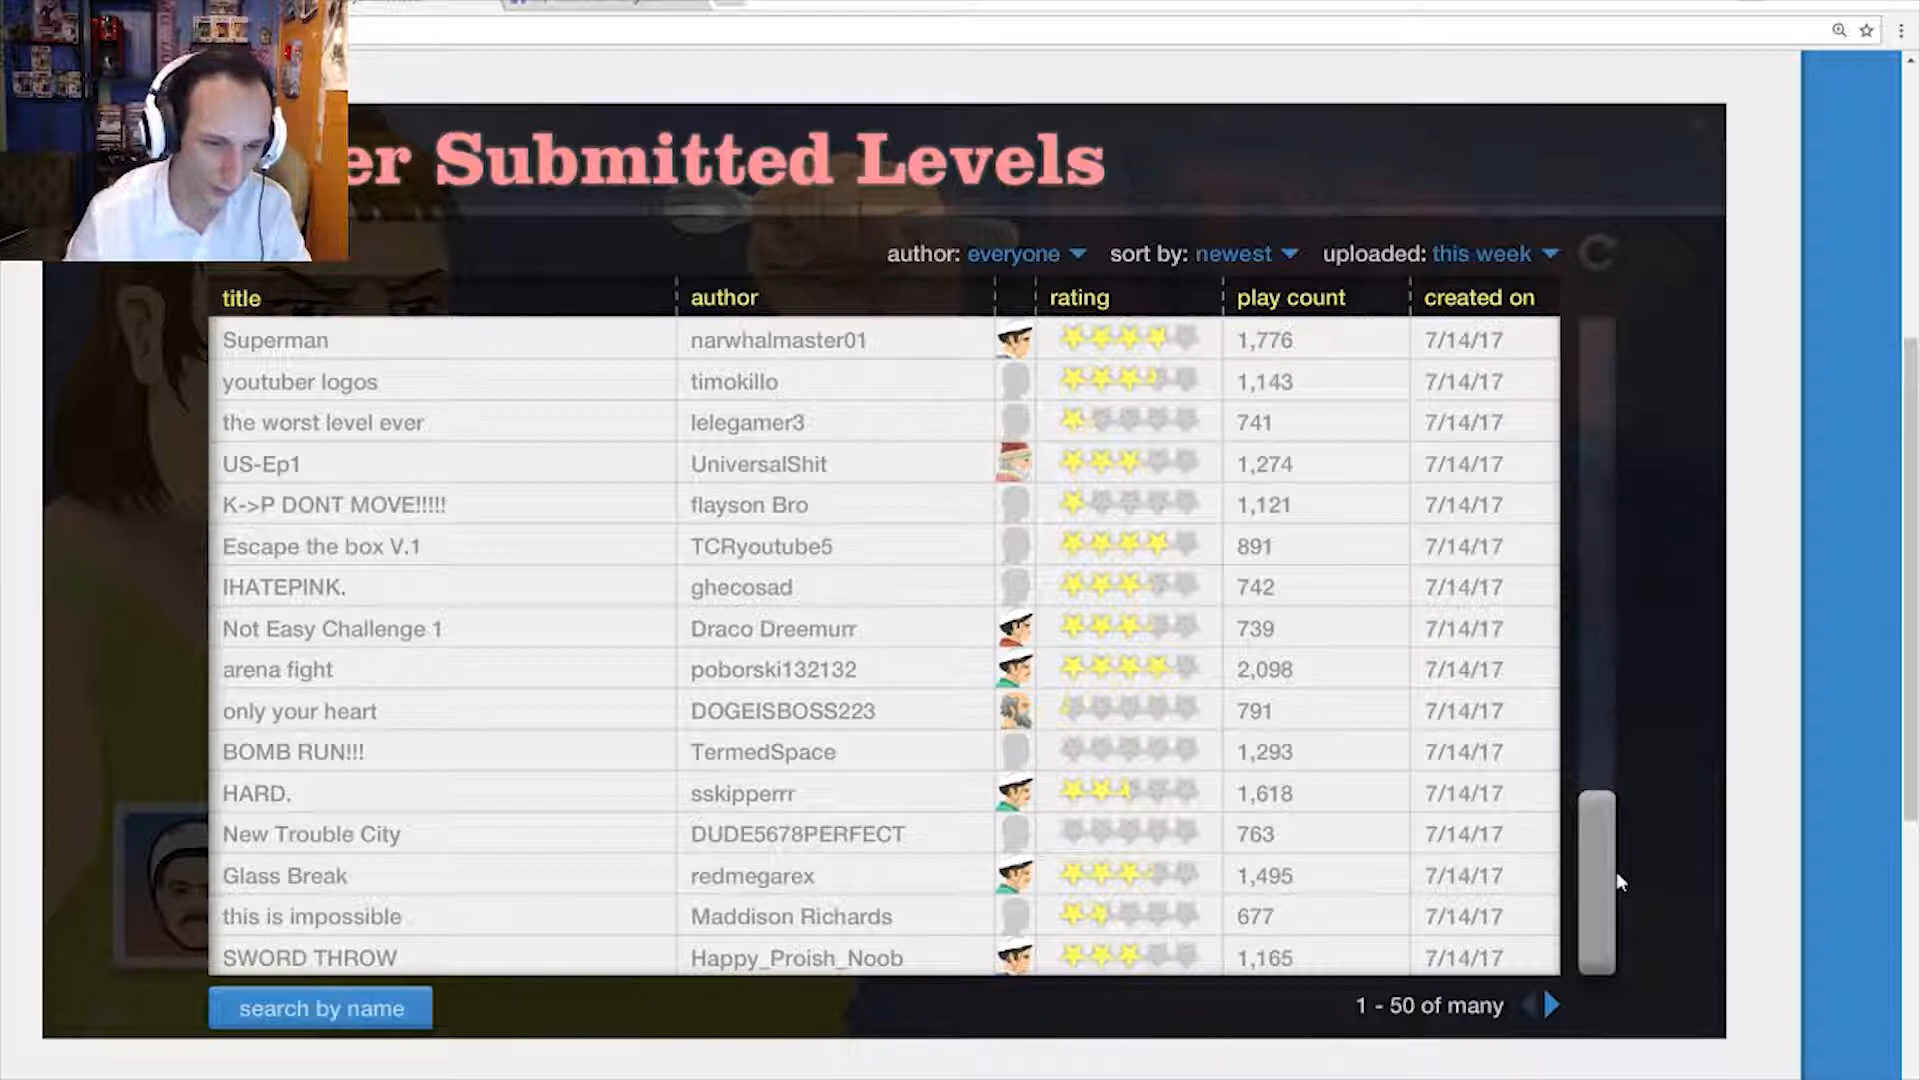 er Submitted Levels
author: everyone sort by: newest uploaded: this week
title author rating play count created on
Superman narwhalmaster01 1,776 7/14/17
youtuber logos timokillo 1,143 7/14/17
the worst level ever lelegamer3 741 7/14/17
US-Ep1 UniversalShit 1,274 7/14/17
K->P DONT MOVE!!!!! flayson Bro 1,121 7/14/17
Escape the box V.1 TCRyoutube5 891 7/14/17
IHATEPINK. ghecosad 742 7/14/17
Not Easy Challenge 1 Draco Dreemurr 739 7/14/17
arena fight poborski132132 2,098 7/14/17
only your heart DOGEISBOSS223 791 7/14/17
BOMB RUN!!! TermedSpace 1,293 7/14/17
HARD. sskipperrr 1,618 7/14/17
New Trouble City DUDE5678PERFECT 763 7/14/17
Glass Break redmegarex 1,495 7/14/17
this is impossible Maddison Richards 677 7/14/17
SWORD THROW Happy_Proish_Noob 1,165 7/14/17
search by name 1 - 50 of many